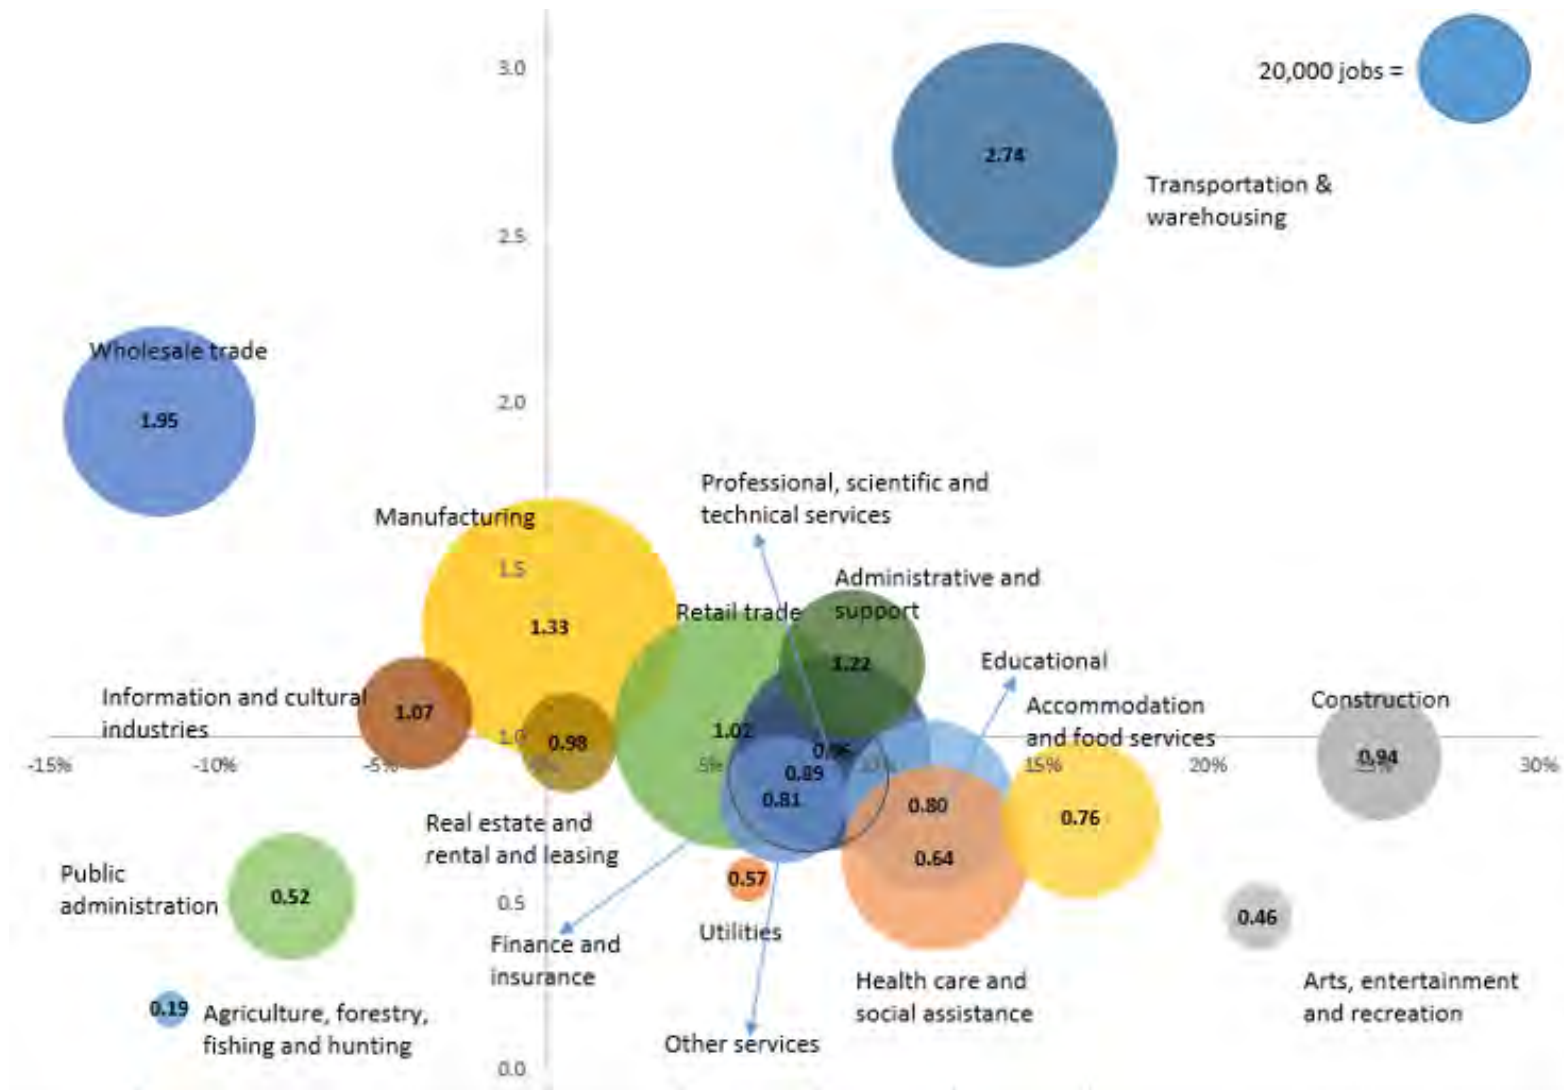 3.0
20,000 jobs =
2.74
Transportation &
warehousing
2.5
Wholesale trade
2.0
1.95
Professional, scientific and
technical services
Manufacturing
1.5
Administrative and
support
Retail trade
1.33
1.22
Educational
Information and cultural
industries
1.07
Accommodation
and food services
Construction
1.02
1.0
0.98
0.96
0.94
-15%
-10%
-5%
5%
15%
20%
30%
0.89
0.81
0.80
0.76
Real estate and
rental and leasing
0.64
Public
administration
0.52
0.57
0.5
0.46
Utilities
Finance and
insurance
Health care and
social assistance
Arts, entertainment
and recreation
0.19
Agriculture, forestry,
fishing and hunting
Other services
0.0